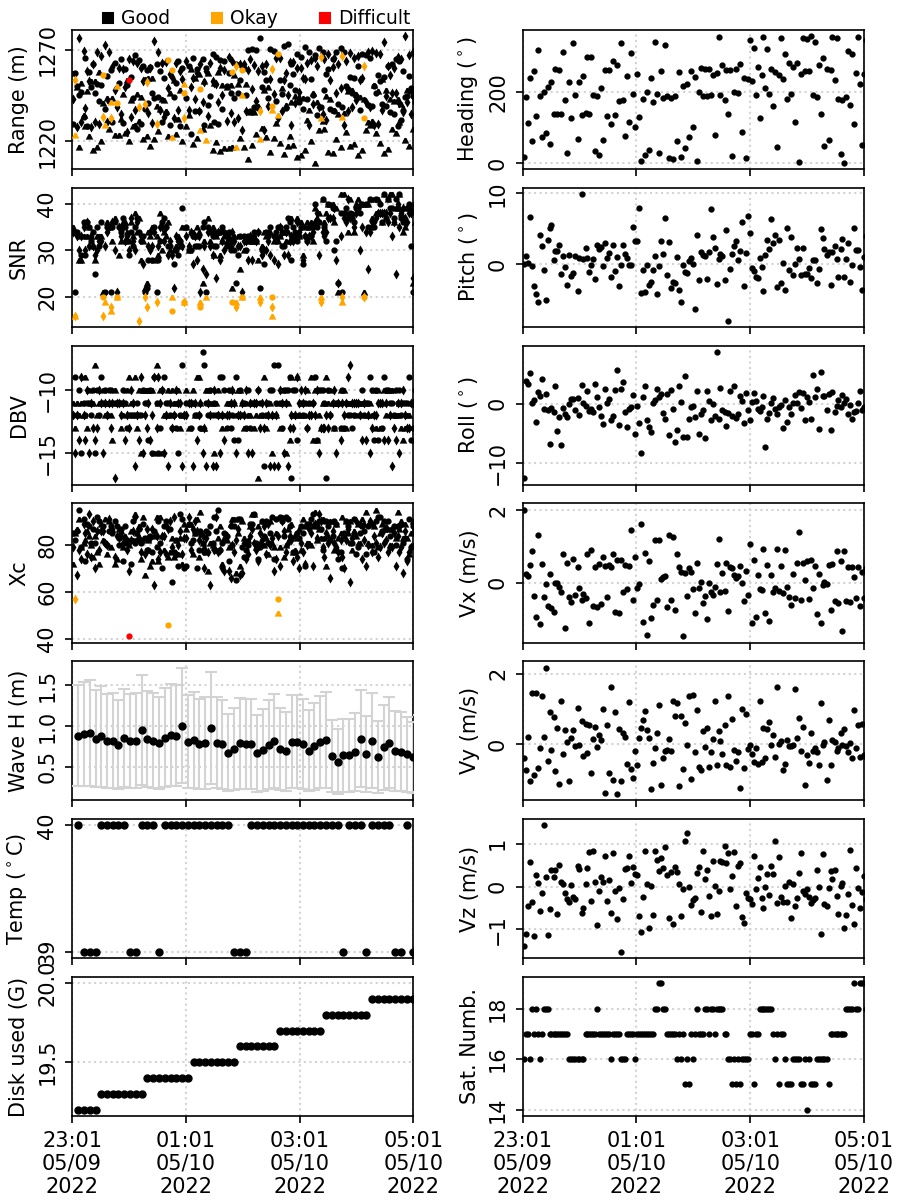 Good Okay Difficult
Range (m)
1270
1220
Heading (°)
200
0
SNR
40
30
20
Pitch (°)
10
0
DBV
−10
−15
Roll (°)
0
−10
Xc
80
60
40
Vx (m/s)
2
0
Wave H (m)
1.5
1.0
0.5
Vy (m/s)
2
0
Temp (°C)
40
39
Vz (m/s)
1
0
−1
Disk used (G)
20.0
19.5
Sat. Numb.
18
16
14
23:01 01:01 03:01 05:01 23:01 01:01 03:01 05:01
05/09 05/10 05/10 05/10 05/09 05/10 05/10 05/10
2022 2022 2022 2022 2022 2022 2022 2022